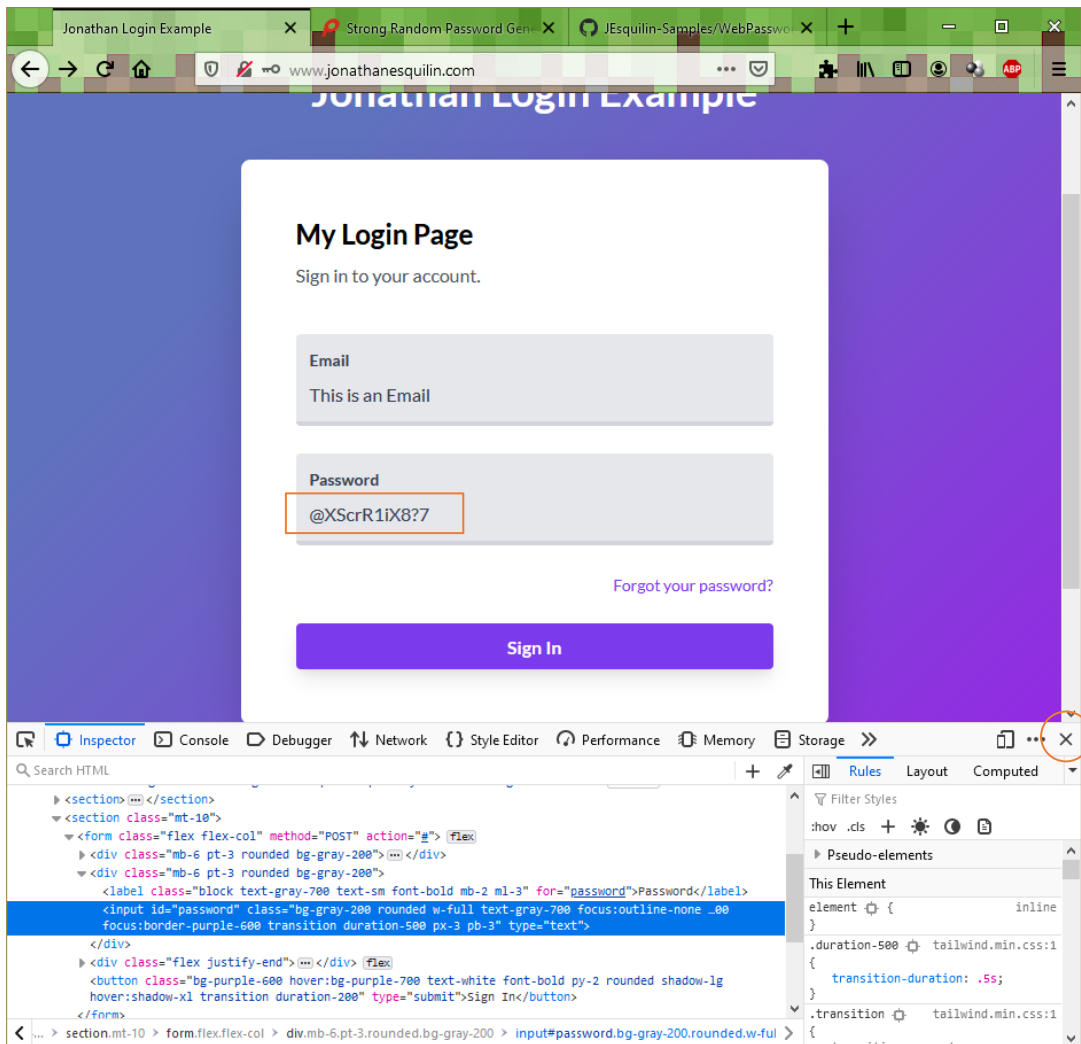 Jonathan Login Example
Strong Random Password Gene
JEsquilin-Samples/WebPasswo
www.jonathanesquilin.com
ABP
Jonathan Login Example
My Login Page
Sign in to your account.
Email
This is an Email
Password
@XScrR1iX8?7
Forgot your password?
Sign In
Inspector Console Debugger Network Style Editor Performance Memory Storage
Search HTML
Rules Layout Computed
Filter Styles
:hov .cls
Pseudo-elements
This Element
<section> </section>
<section class="mt-10">
<form class="flex flex-col" method="POST" action="#"> flex
<div class="mb-6 pt-3 rounded bg-gray-200"> </div>
<div class="mb-6 pt-3 rounded bg-gray-200">
<label class="block text-gray-700 text-sm font-bold mb-2 ml-3" for="password">Password</label>
<input id="password" class="bg-gray-200 rounded w-full text-gray-700 focus:outline-none …00
focus:border-purple-600 transition duration-500 px-3 pb-3" type="text">
</div>
<div class="flex justify-end"> </div> flex
<button class="bg-purple-600 hover:bg-purple-700 text-white font-bold py-2 rounded shadow-lg
hover:shadow-xl transition duration-200" type="submit">Sign In</button>
</form>
element { inline
}
.duration-500 tailwind.min.css:1
{
transition-duration: .5s;
}
.transition tailwind.min.css:1
{
... > section.mt-10 > form.flex.flex-col > div.mb-6.pt-3.rounded.bg-gray-200 > input#password.bg-gray-200.rounded.w-ful